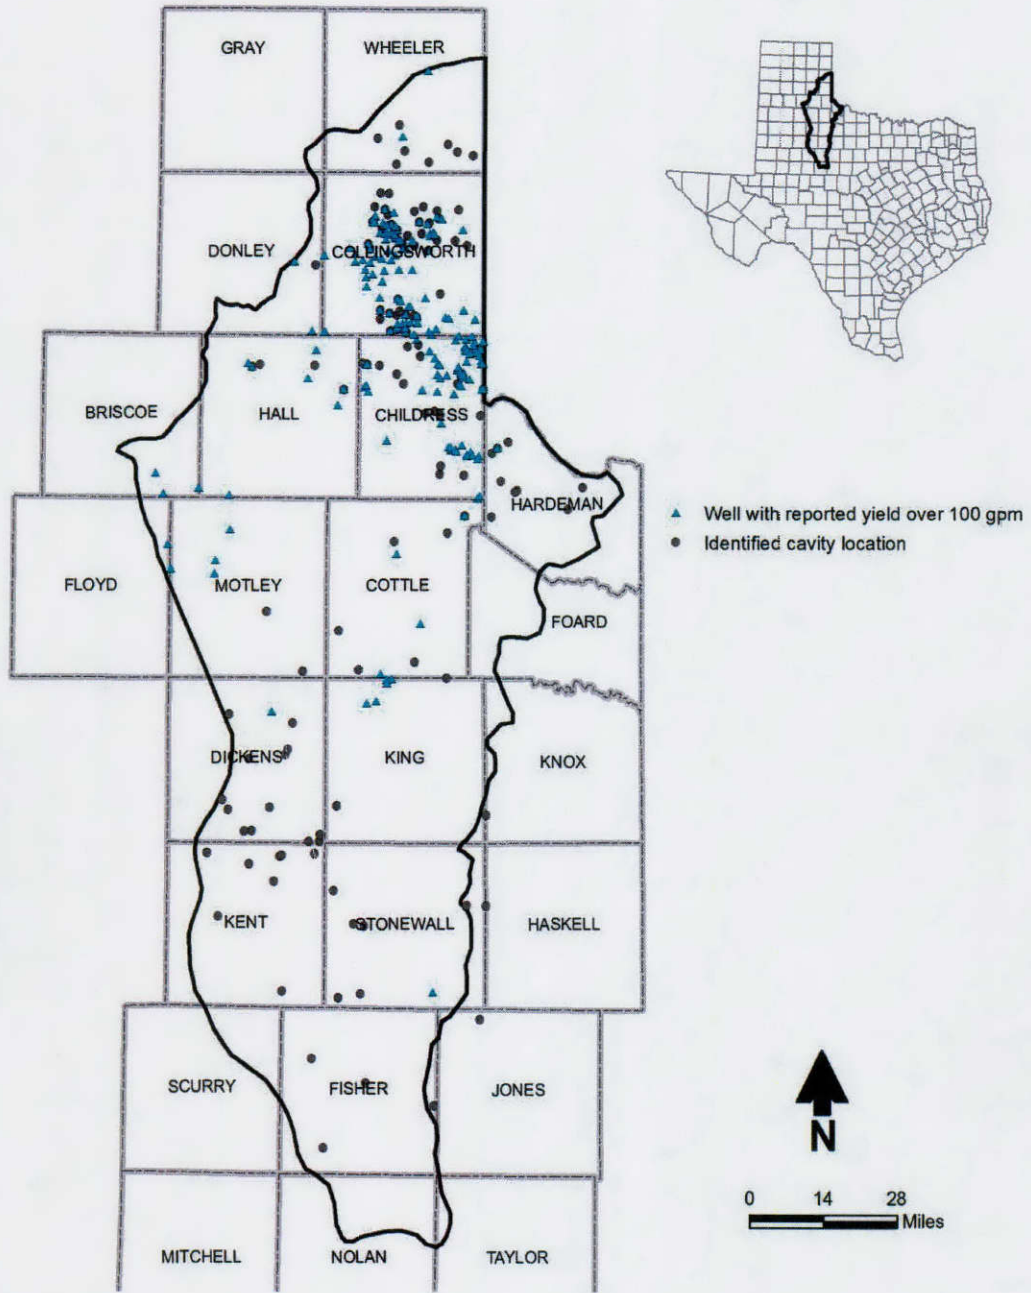 GRAY
WHEELER
DONLEY
COLLINGSWORTH
BRISCOE
HALL
CHILDRESS
HARDEMAN
Well with reported yield over 100 gpm
Identified cavity location
FLOYD
MOTLEY
COTTLE
FOARD
DICKENS
KING
KNOX
KENT
STONEWALL
HASKELL
SCURRY
FISHER
JONES
N
0 14 28
Miles
MITCHELL
NOLAN
TAYLOR